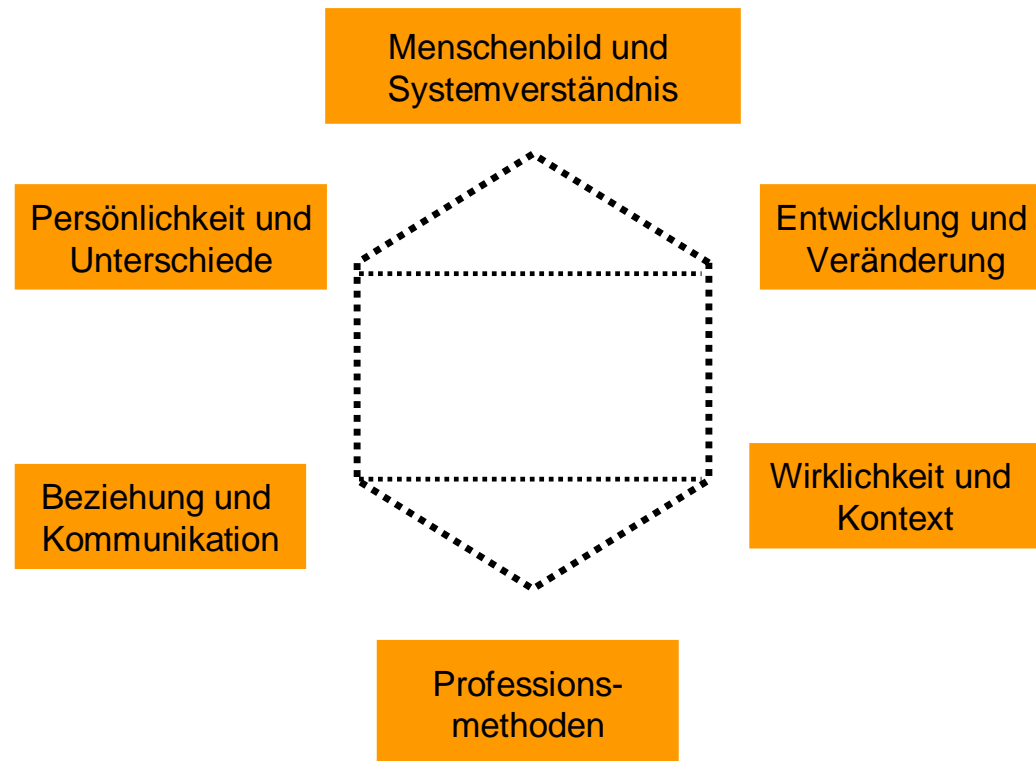 Menschenbild und
Systemverständnis
Persönlichkeit und
Unterschiede
Entwicklung und
Veränderung
Beziehung und
Kommunikation
Wirklichkeit und
Kontext
Professions-
methoden